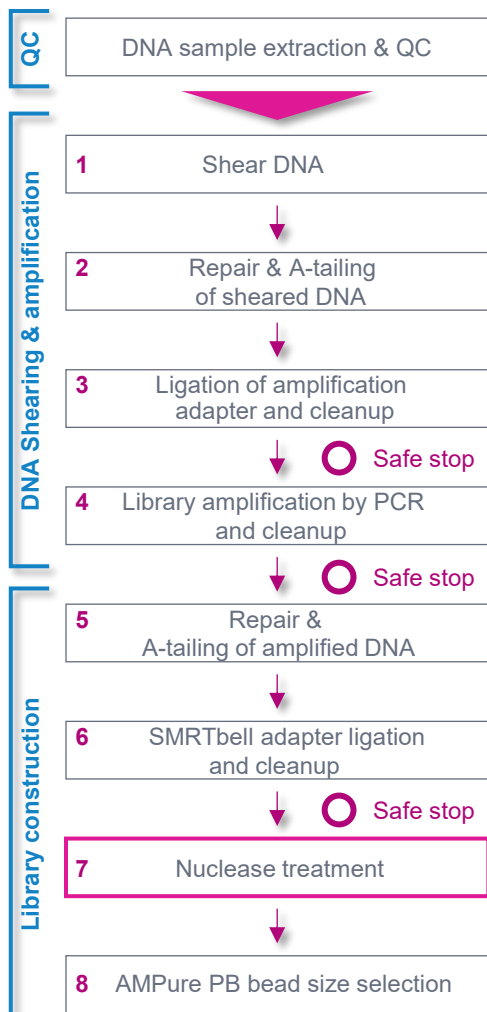 QC
DNA sample extraction & QC
DNA Shearing & amplification
1 Shear DNA
2 Repair & A-tailing
of sheared DNA
3 Ligation of amplification
adapter and cleanup
Safe stop
4 Library amplification by PCR
and cleanup
Safe stop
Library construction
5 Repair &
A-tailing of amplified DNA
6 SMRTbell adapter ligation
and cleanup
Safe stop
7 Nuclease treatment
8 AMPure PB bead size selection